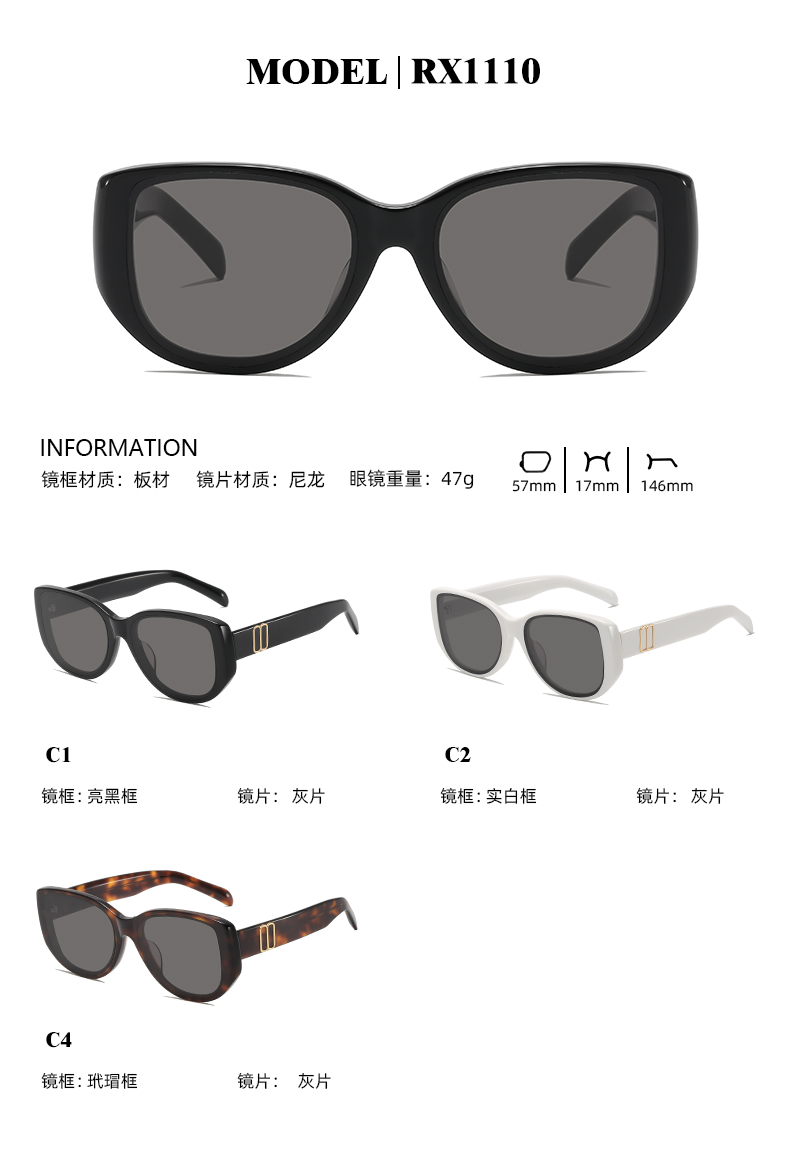 MODEL | RX1110
INFORMATION
镜框材质：板材 镜片材质：尼龙 眼镜重量：47g
57mm 17mm 146mm
C1 C2
镜框：亮黑框 镜片： 灰片 镜框：实白框 镜片： 灰片
C4
镜框：玳瑁框 镜片： 灰片